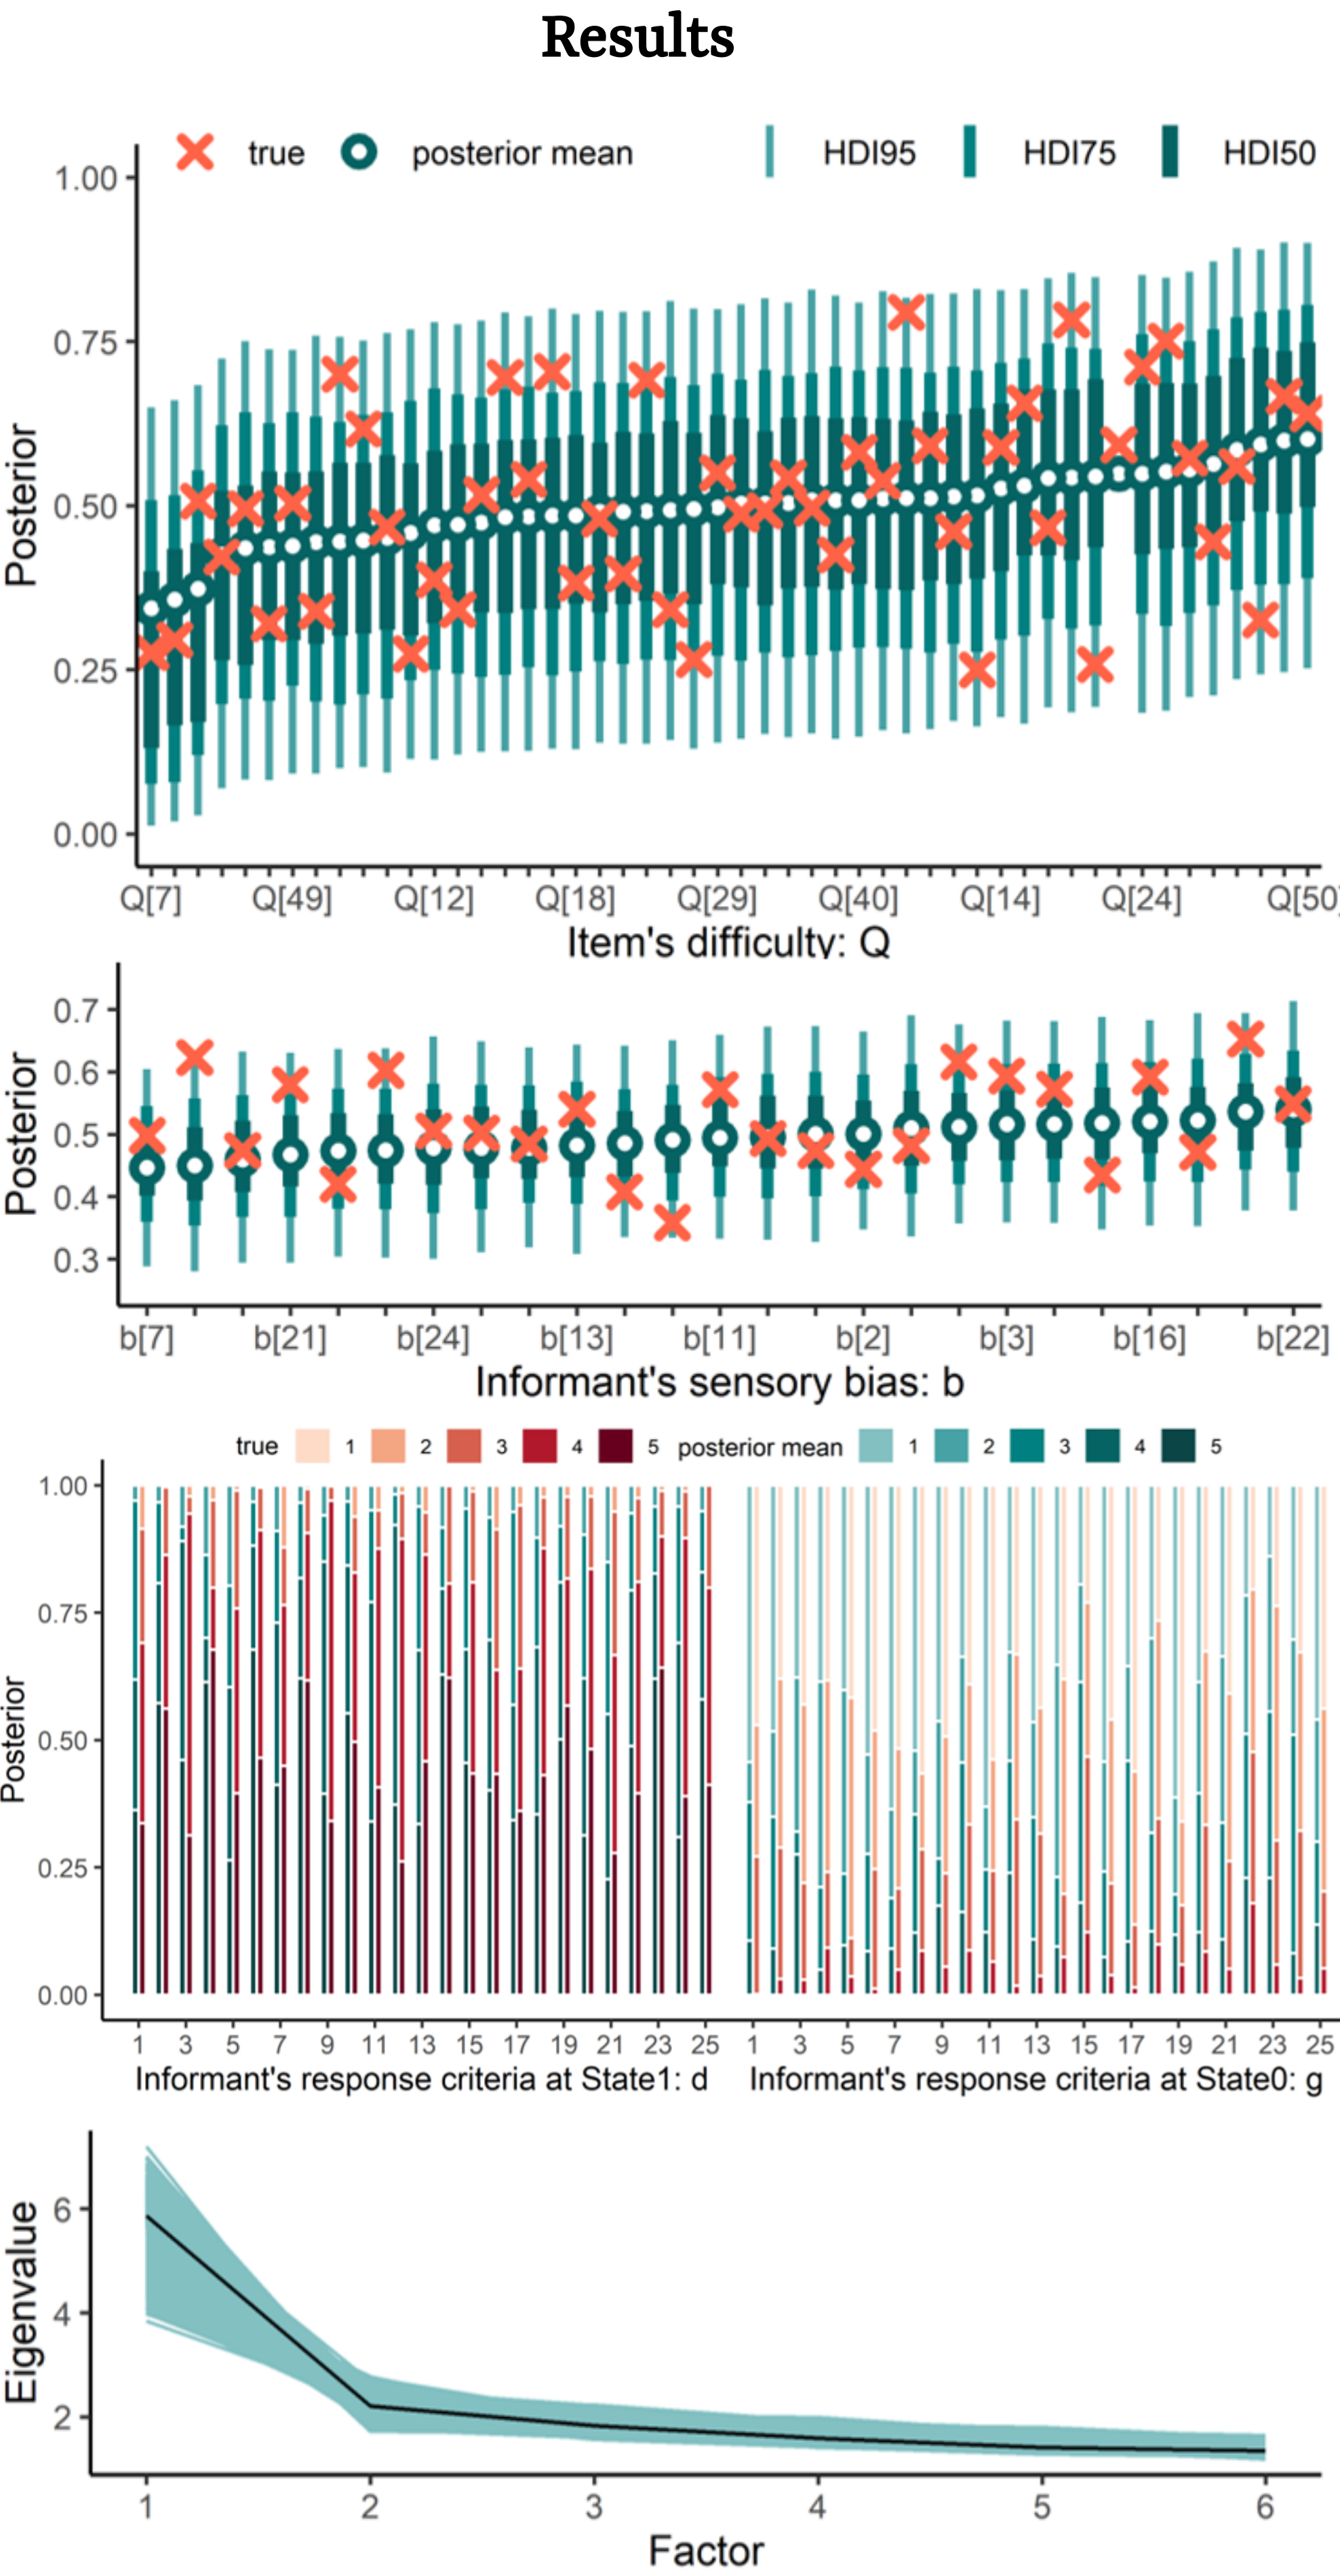 Results
true posterior mean HDI95 HDI75 HDI50
1.00
0.75
0.50
0.25
0.00
Posterior
Q[7] Q[49] Q[12] Q[18] Q[29] Q[40] Q[14] Q[24] Q[50]
Item's difficulty: Q
0.7
0.6
0.5
0.4
0.3
Posterior
b[7] b[21] b[24] b[13] b[11] b[2] b[3] b[16] b[22]
Informant's sensory bias: b
true 1 2 3 4 5 posterior mean 1 2 3 4 5
1.00
0.75
0.50
0.25
0.00
Posterior
1 3 5 7 9 11 13 15 17 19 21 23 25 1 3 5 7 9 11 13 15 17 19 21 23 25
Informant's response criteria at State1: d Informant's response criteria at State0: g
6
4
2
Eigenvalue
1 2 3 4 5 6
Factor